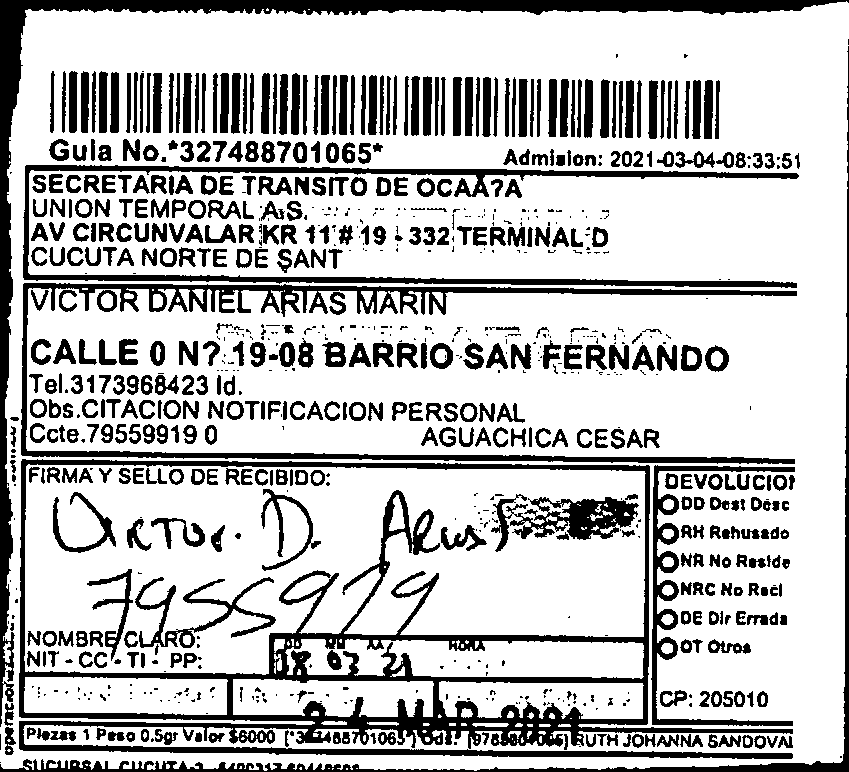 Guia No.*327488701065*
Admision: 2021-03-04-08:33:51
SECRETARIA DE TRANSITO DE OCAÃ?A
UNION TEMPORAL A.S.
AV CIRCUNVALAR KR 11 # 19 - 332 TERMINAL D
CUCUTA NORTE DE SANT
VICTOR DANIEL ARIAS MARIN
DESTINATARIO
CALLE 0 N? 19-08 BARRIO SAN FERNANDO
Tel.3173968423 Id.
Obs.CITACION NOTIFICACION PERSONAL
Ccte.79559919 0 AGUACHICA CESAR
FIRMA Y SELLO DE RECIBIDO:
Victor. D. Arias
79559
NOMBRE CLARO:
NIT - CC - TI - PP:
DD MM AA HORA
08 03 21
DEVOLUCION
DD Dest Desc
RH Rehusado
NR No Reside
NRC No Recl
DE Dir Errada
OT Otros
CP: 205010
24 MAR 2021
Piezas 1 Peso 0.5gr Valor $6000 RUTH JOHANNA SANDOVAL
SUCURSAL CUCUTA-3